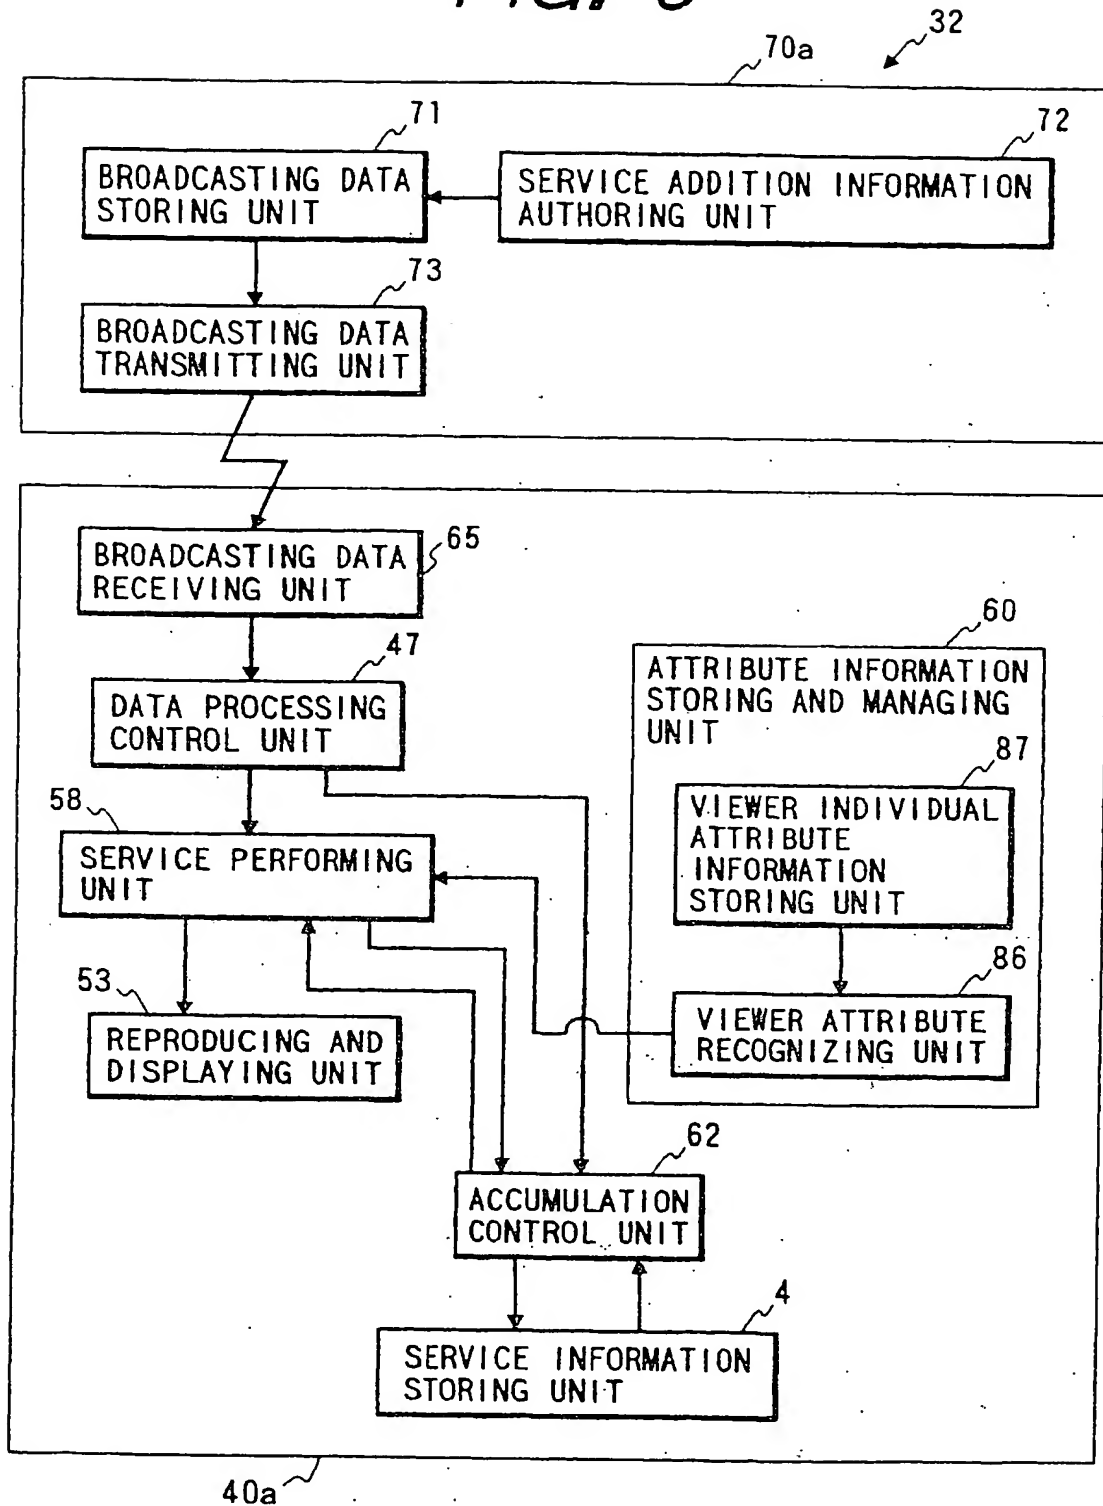 32
70a
71
BROADCASTING DATA
STORING UNIT
72
SERVICE ADDITION INFORMATION
AUTHORING UNIT
73
BROADCASTING DATA
TRANSMITTING UNIT
65
BROADCASTING DATA
RECEIVING UNIT
47
DATA PROCESSING
CONTROL UNIT
60
ATTRIBUTE INFORMATION
STORING AND MANAGING
UNIT
87
VIEWER INDIVIDUAL
ATTRIBUTE
INFORMATION
STORING UNIT
58
SERVICE PERFORMING
UNIT
86
VIEWER ATTRIBUTE
RECOGNIZING UNIT
53
REPRODUCING AND
DISPLAYING UNIT
62
ACCUMULATION
CONTROL UNIT
4
SERVICE INFORMATION
STORING UNIT
40a